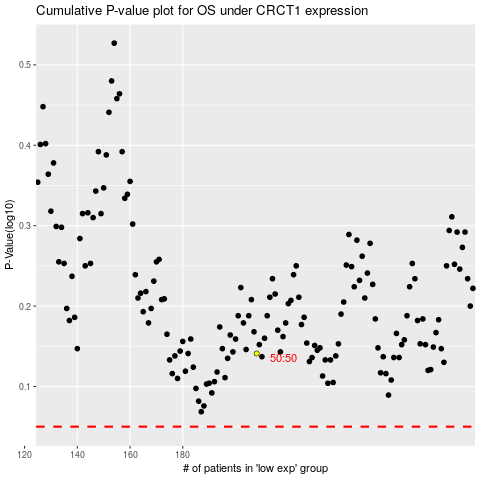 Cumulative P-value plot for OS under CRCT1 expression
P-Value(log10)
0.5
0.4
0.3
0.2
0.1
50:50
120 140 160 180
# of patients in 'low exp' group